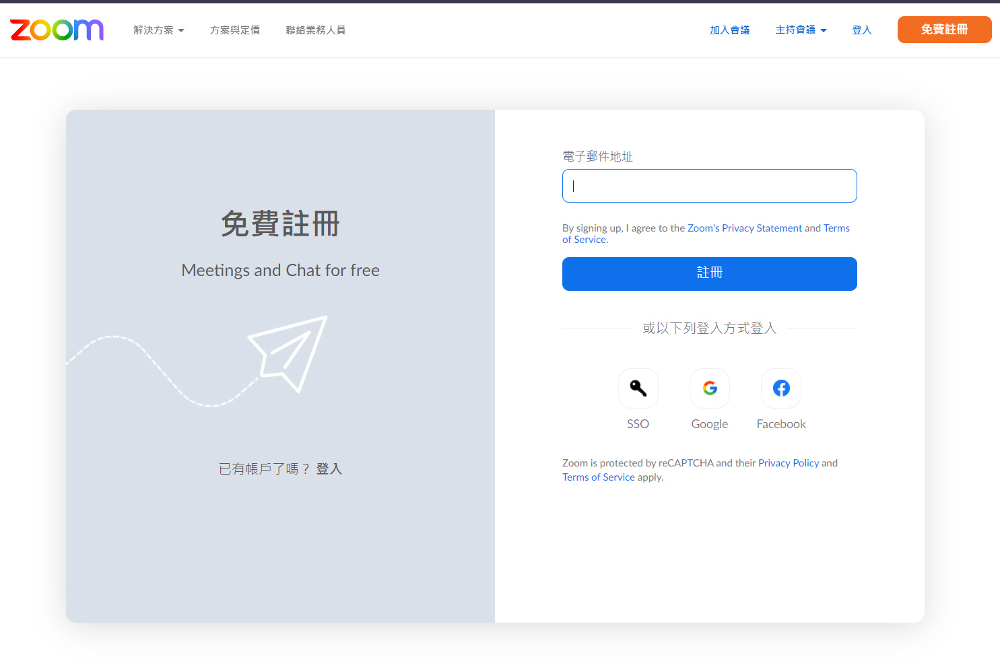 zoom
解決方案
方案與定價
聯絡業務人員
加入會議
主持會議
登入
免費註冊
免費註冊
Meetings and Chat for free
已有帳戶了嗎？ 登入
電子郵件地址
By signing up, I agree to the Zoom's Privacy Statement and Terms
of Service.
註冊
或以下列登入方式登入
SSO
Google
Facebook
Zoom is protected by reCAPTCHA and their Privacy Policy and
Terms of Service apply.